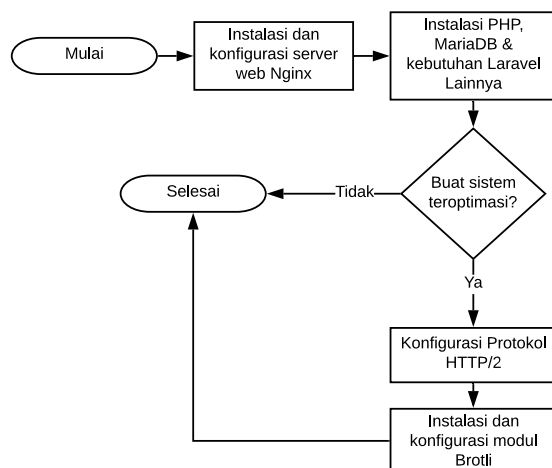 Mulai
Instalasi dan
konfigurasi server
web Nginx
Instalasi PHP,
MariaDB &
kebutuhan Laravel
Lainnya
Buat sistem
teroptimasi?
Tidak
Selesai
Ya
Konfigurasi Protokol
HTTP/2
Instalasi dan
konfigurasi modul
Brotli